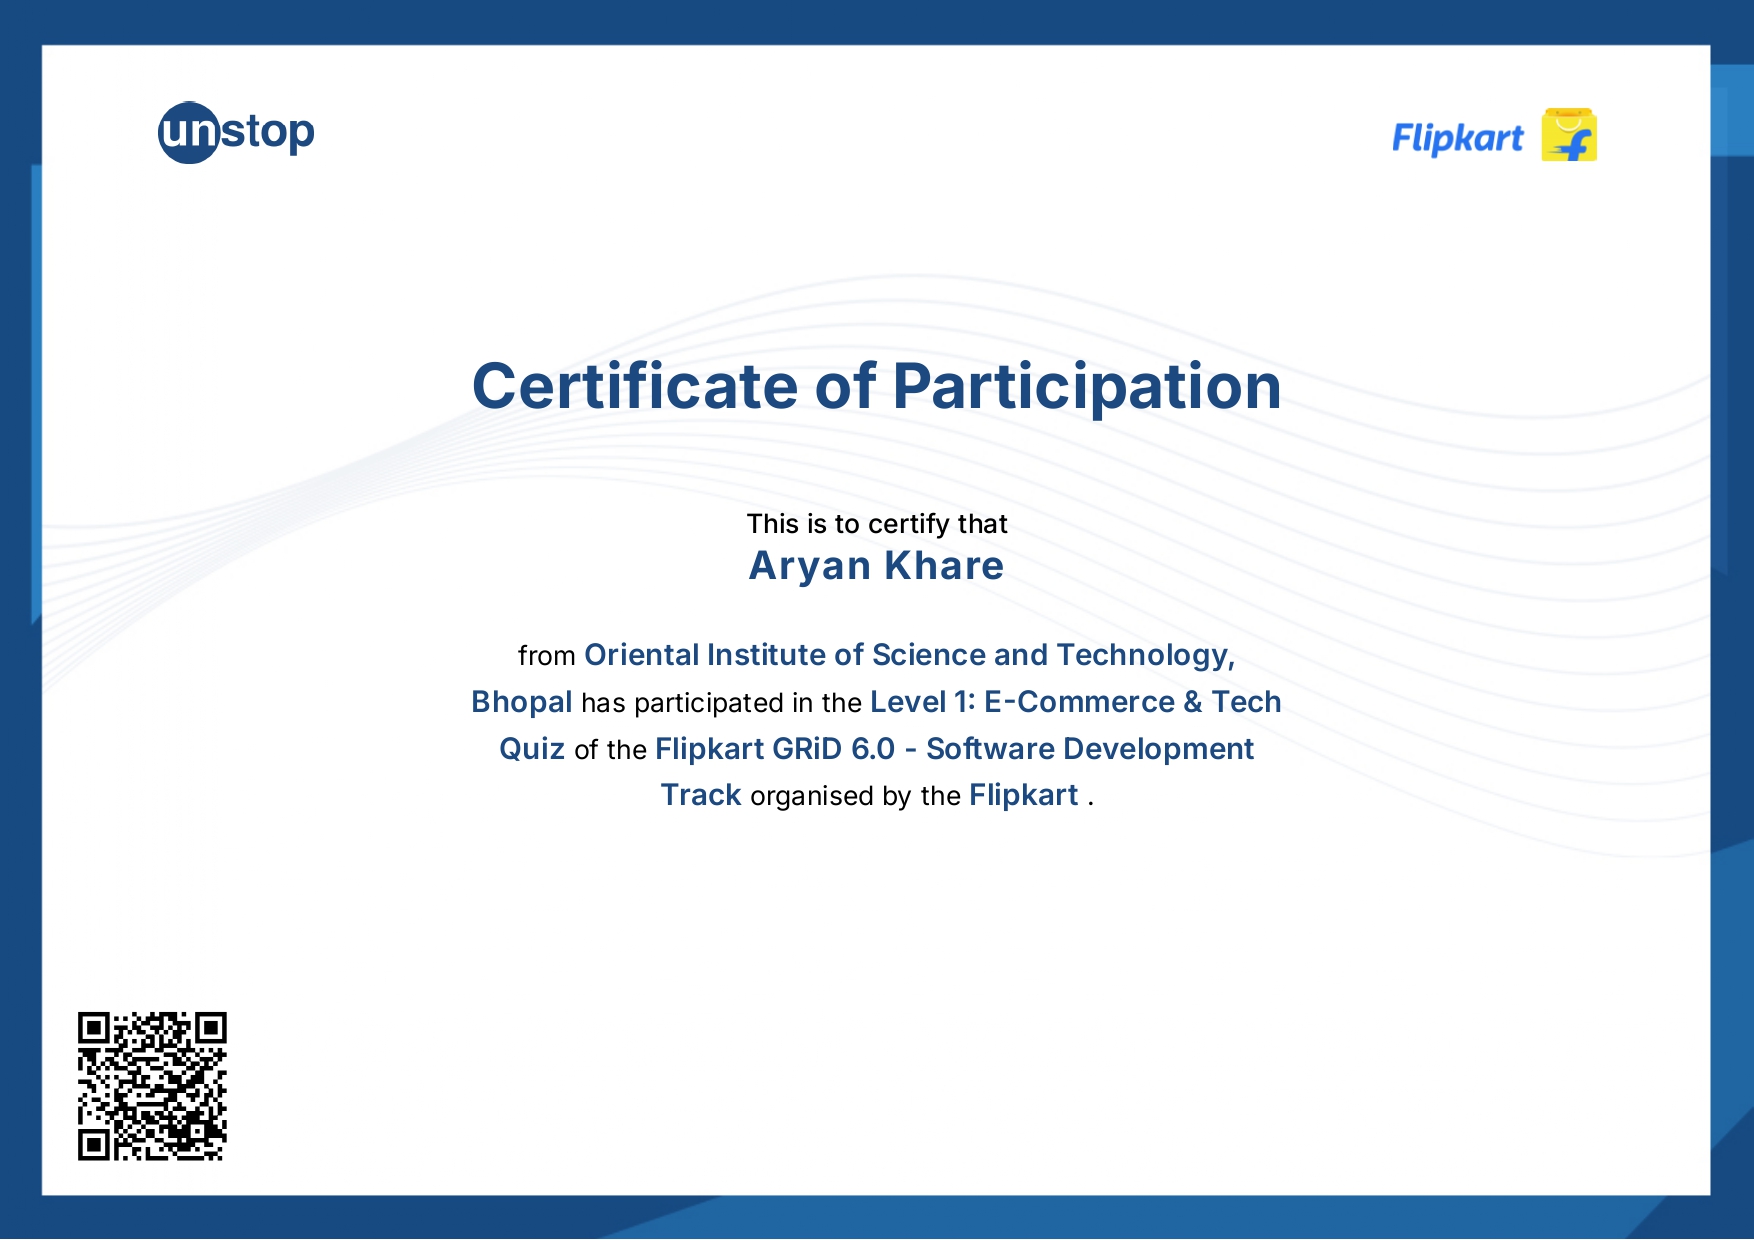 unstop
Flipkart
Certificate of Participation
This is to certify that
Aryan Khare
from Oriental Institute of Science and Technology,
Bhopal has participated in the Level 1: E-Commerce & Tech
Quiz of the Flipkart GRiD 6.0 - Software Development
Track organised by the Flipkart .